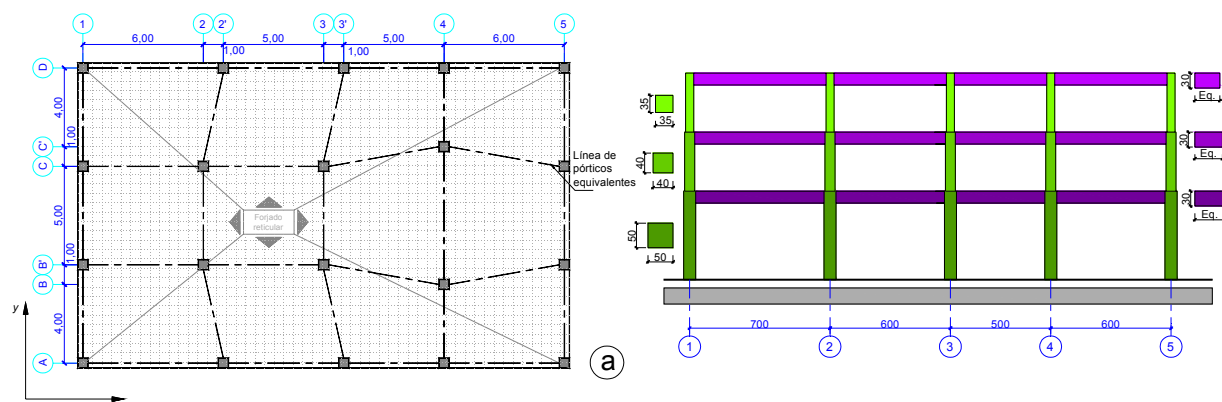 1 2 2' 3 3' 4 5
6,00 5,00 5,00 6,00
1,00 1,00
D
4,00
C'
1,00
C
5,00
1,00
B'
B
4,00
A
Línea de
pórticos
equivalentes
Forjado
reticular
y
a
35
35
40
40
50
50
30
Eq.
30
Eq.
30
Eq.
700 600 500 600
1 2 3 4 5